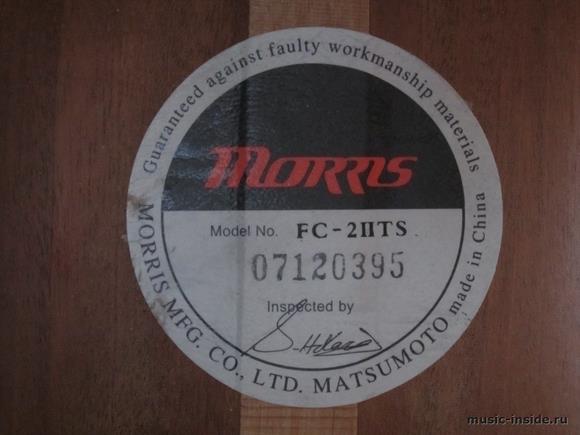 Guaranteed against faulty workmanship materials
MORRIS
Model No. FC-2IITS
07120395
Inspected by
MORRIS MFG. CO., LTD. MATSUMOTO made in China
music-inside.ru